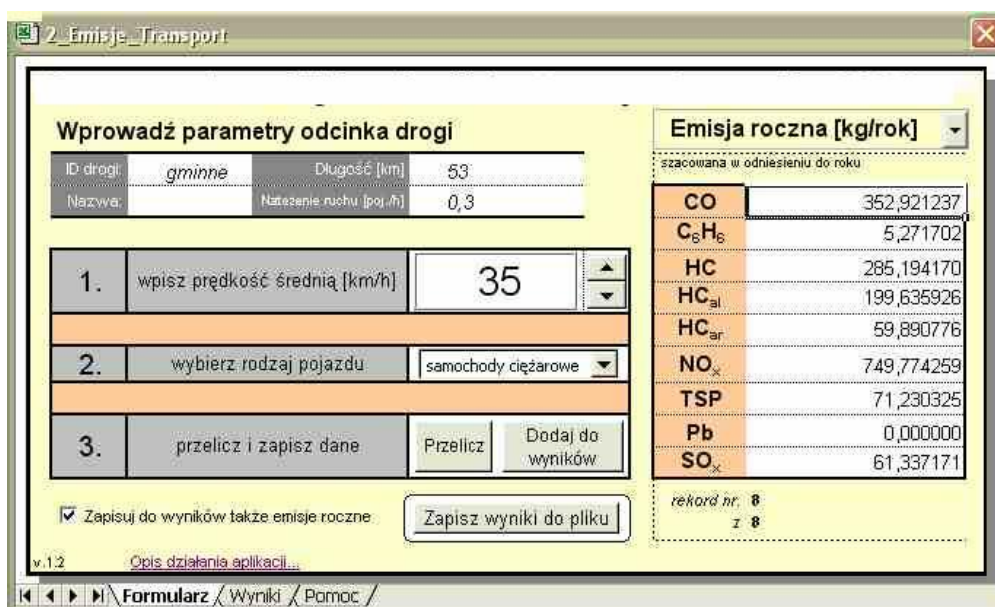 2_Emisje_Transport
Wprowadź parametry odcinka drogi
ID drogi: gminne Długość [km] 53
Nazwa: Natężenie ruchu [poj./h] 0,3
1. wpisz prędkość średnią [km/h] 35
2. wybierz rodzaj pojazdu samochody ciężarowe
3. przelicz i zapisz dane Przelicz Dodaj do wyników
Zapisuj do wyników także emisje roczne Zapisz wyniki do pliku
v.1.2 Opis działania aplikacji...
Emisja roczna [kg/rok]
szacowana w odniesieniu do roku
CO 352,921237
C₆H₆ 5,271702
HC 285,194170
HCal 199,635926
HCar 59,890776
NOx 749,774259
TSP 71,230325
Pb 0,000000
SOx 61,337171
rekord nr. 8
z 8
Formularz / Wyniki / Pomoc /